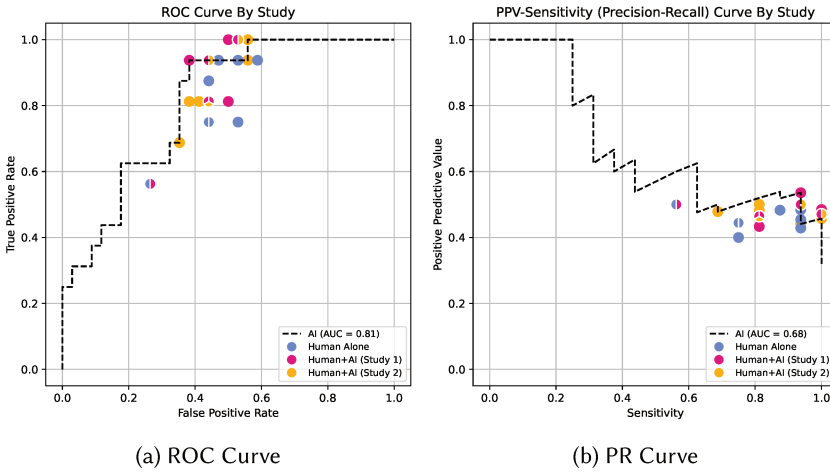 ROC Curve By Study
True Positive Rate
1.0
0.8
0.6
0.4
0.2
0.0
0.0 0.2 0.4 0.6 0.8 1.0
False Positive Rate
AI (AUC = 0.81)
Human Alone
Human+AI (Study 1)
Human+AI (Study 2)
(a) ROC Curve
PPV-Sensitivity (Precision-Recall) Curve By Study
Positive Predictive Value
1.0
0.8
0.6
0.4
0.2
0.0
0.0 0.2 0.4 0.6 0.8 1.0
Sensitivity
AI (AUC = 0.68)
Human Alone
Human+AI (Study 1)
Human+AI (Study 2)
(b) PR Curve